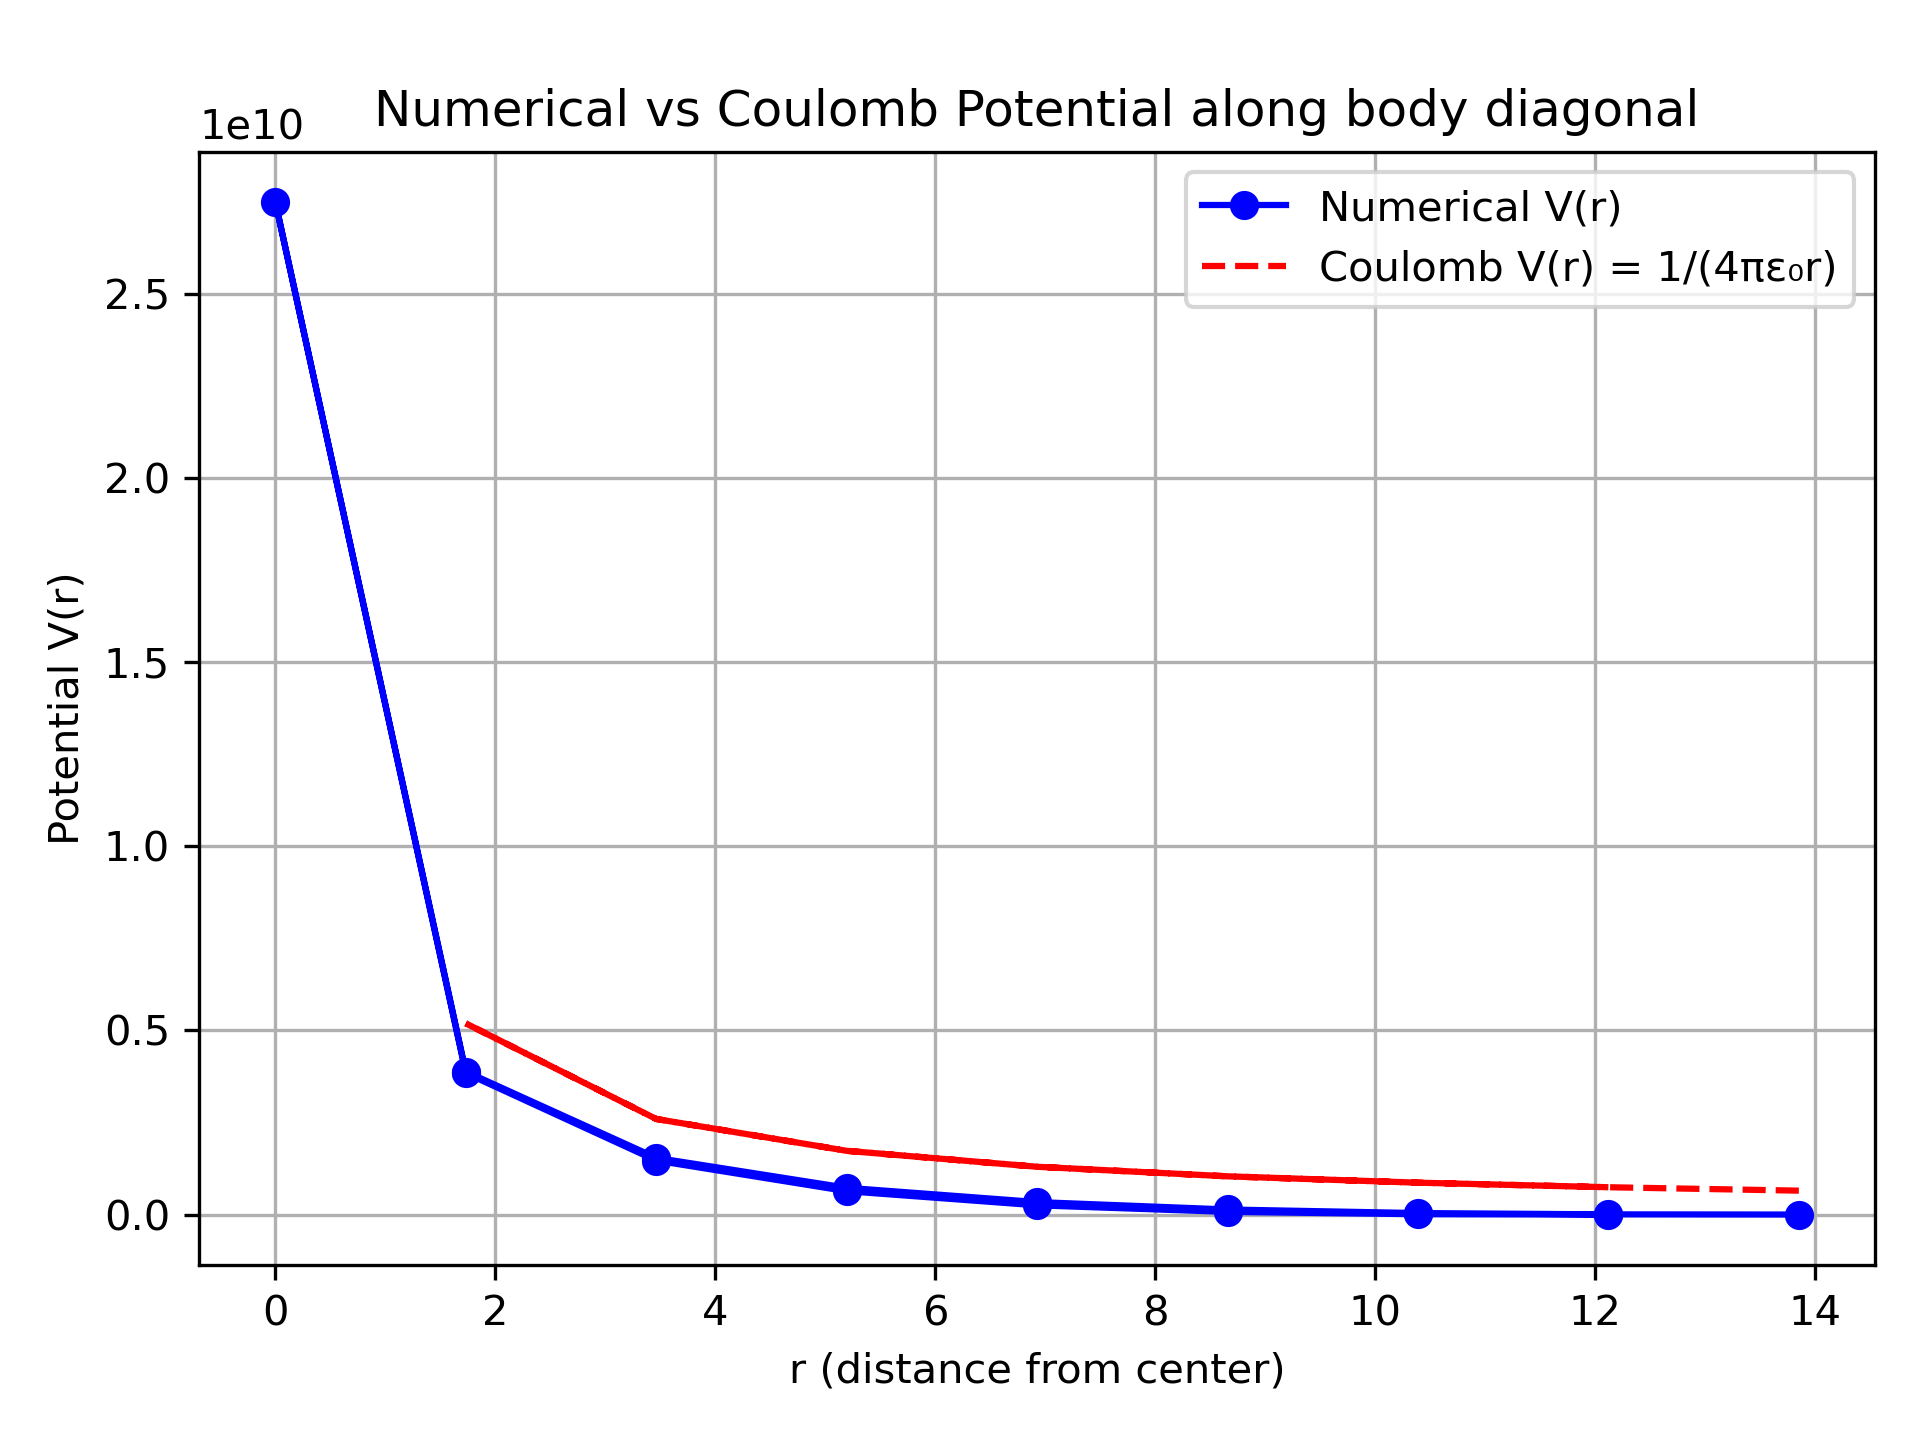 Numerical vs Coulomb Potential along body diagonal
1e10
Numerical V(r)
Coulomb V(r) = 1/(4πε₀r)
2.5
2.0
1.5
1.0
0.5
0.0
Potential V(r)
0 2 4 6 8 10 12 14
r (distance from center)